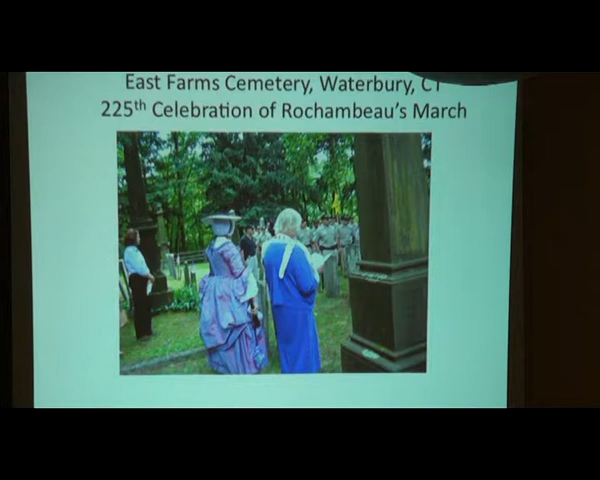 East Farms Cemetery, Waterbury, CT
225th Celebration of Rochambeau's March